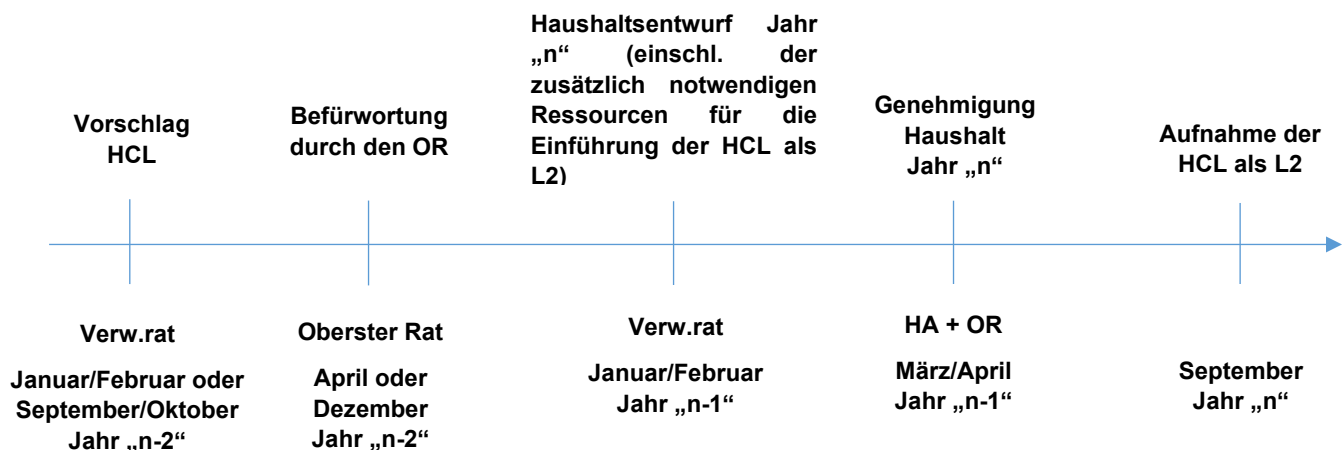 Vorschlag
HCL
Befürwortung
durch den OR
Haushaltsentwurf Jahr
„n“ (einschl. der
zusätzlich notwendigen
Ressourcen für die
Einführung der HCL als
L2)
Genehmigung
Haushalt
Jahr „n“
Aufnahme der
HCL als L2
Verw.rat
Januar/Februar oder
September/Oktober
Jahr „n-2“
Oberster Rat
April oder
Dezember
Jahr „n-2“
Verw.rat
Januar/Februar
Jahr „n-1“
HA + OR
März/April
Jahr „n-1“
September
Jahr „n“